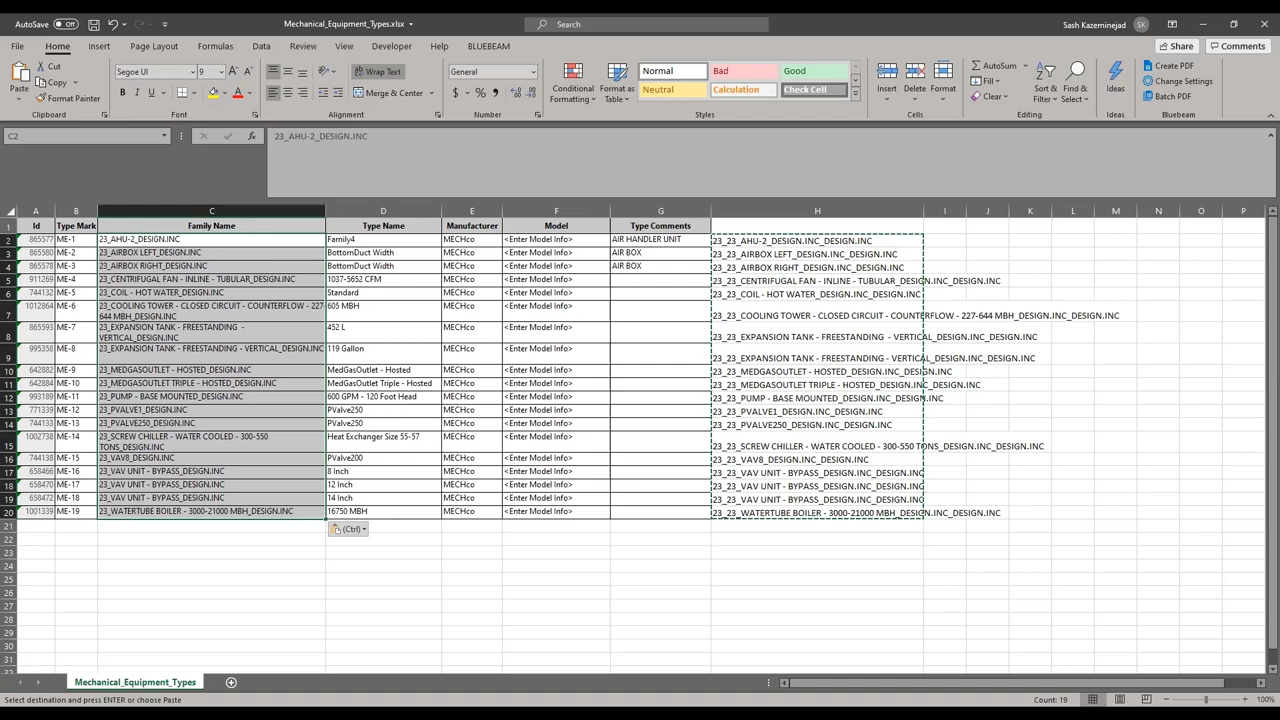 AutoSave Off Mechanical_Equipment_Types.xlsx Search Sash Kazeminejad SK
File Home Insert Page Layout Formulas Data Review View Developer Help BLUEBEAM Share Comments
Paste Cut Copy Format Painter Clipboard
Segoe UI 9 B I U A Font
Wrap Text Merge & Center Alignment
General $ % , Number
Conditional Formatting Format as Table Normal Bad Good Neutral Calculation Check Cell Styles
Insert Delete Format Cells
AutoSum Fill Clear Sort & Filter Find & Select Editing
Ideas Ideas
Create PDF Change Settings Batch PDF Bluebeam
C2 fx 23_AHU-2_DESIGN.INC
A B C D E F G H I J K L M N O P
1 Id Type Mark Family Name Type Name Manufacturer Model Type Comments
2 865577 ME-1 23_AHU-2_DESIGN.INC Family4 MECHco <Enter Model Info> AIR HANDLER UNIT 23_23_AHU-2_DESIGN.INC_DESIGN.INC
3 865580 ME-2 23_AIRBOX LEFT_DESIGN.INC BottomDuct Width MECHco <Enter Model Info> AIR BOX 23_23_AIRBOX LEFT_DESIGN.INC_DESIGN.INC
4 865578 ME-3 23_AIRBOX RIGHT_DESIGN.INC BottomDuct Width MECHco <Enter Model Info> AIR BOX 23_23_AIRBOX RIGHT_DESIGN.INC_DESIGN.INC
5 911269 ME-4 23_CENTRIFUGAL FAN - INLINE - TUBULAR_DESIGN.INC 1037-5652 CFM MECHco <Enter Model Info> 23_23_CENTRIFUGAL FAN - INLINE - TUBULAR_DESIGN.INC_DESIGN.INC
6 744132 ME-5 23_COIL - HOT WATER_DESIGN.INC Standard MECHco <Enter Model Info> 23_23_COIL - HOT WATER_DESIGN.INC_DESIGN.INC
7 1012864 ME-6 23_COOLING TOWER - CLOSED CIRCUIT - COUNTERFLOW - 227-644 MBH_DESIGN.INC 605 MBH MECHco <Enter Model Info> 23_23_COOLING TOWER - CLOSED CIRCUIT - COUNTERFLOW - 227-644 MBH_DESIGN.INC_DESIGN.INC
8 865593 ME-7 23_EXPANSION TANK - FREESTANDING  - VERTICAL_DESIGN.INC 452 L MECHco <Enter Model Info> 23_23_EXPANSION TANK - FREESTANDING  - VERTICAL_DESIGN.INC_DESIGN.INC
9 995358 ME-8 23_EXPANSION TANK - FREESTANDING - VERTICAL_DESIGN.INC 119 Gallon MECHco <Enter Model Info> 23_23_EXPANSION TANK - FREESTANDING - VERTICAL_DESIGN.INC_DESIGN.INC
10 642882 ME-9 23_MEDGASOUTLET - HOSTED_DESIGN.INC MedGasOutlet - Hosted MECHco <Enter Model Info> 23_23_MEDGASOUTLET - HOSTED_DESIGN.INC_DESIGN.INC
11 642884 ME-10 23_MEDGASOUTLET TRIPLE - HOSTED_DESIGN.INC MedGasOutlet Triple - Hosted MECHco <Enter Model Info> 23_23_MEDGASOUTLET TRIPLE - HOSTED_DESIGN.INC_DESIGN.INC
12 993189 ME-11 23_PUMP - BASE MOUNTED_DESIGN.INC 600 GPM - 120 Foot Head MECHco <Enter Model Info> 23_23_PUMP - BASE MOUNTED_DESIGN.INC_DESIGN.INC
13 771339 ME-12 23_PVALVE1_DESIGN.INC PValve250 MECHco <Enter Model Info> 23_23_PVALVE1_DESIGN.INC_DESIGN.INC
14 744133 ME-13 23_PVALVE250_DESIGN.INC PValve250 MECHco <Enter Model Info> 23_23_PVALVE250_DESIGN.INC_DESIGN.INC
15 1002738 ME-14 23_SCREW CHILLER - WATER COOLED - 300-550 TONS_DESIGN.INC Heat Exchanger Size 55-57 MECHco <Enter Model Info> 23_23_SCREW CHILLER - WATER COOLED - 300-550 TONS_DESIGN.INC_DESIGN.INC
16 744138 ME-15 23_VAV8_DESIGN.INC PValve200 MECHco <Enter Model Info> 23_23_VAV8_DESIGN.INC_DESIGN.INC
17 658466 ME-16 23_VAV UNIT - BYPASS_DESIGN.INC 8 Inch MECHco <Enter Model Info> 23_23_VAV UNIT - BYPASS_DESIGN.INC_DESIGN.INC
18 658470 ME-17 23_VAV UNIT - BYPASS_DESIGN.INC 12 Inch MECHco <Enter Model Info> 23_23_VAV UNIT - BYPASS_DESIGN.INC_DESIGN.INC
19 658472 ME-18 23_VAV UNIT - BYPASS_DESIGN.INC 14 Inch MECHco <Enter Model Info> 23_23_VAV UNIT - BYPASS_DESIGN.INC_DESIGN.INC
20 1001339 ME-19 23_WATERTUBE BOILER - 3000-21000 MBH_DESIGN.INC 16750 MBH MECHco <Enter Model Info> 23_23_WATERTUBE BOILER - 3000-21000 MBH_DESIGN.INC_DESIGN.INC
21
(Ctrl)
22
23
24
25
26
27
28
29
30
31
Mechanical_Equipment_Types
Select destination and press ENTER or choose Paste Count: 19 100%